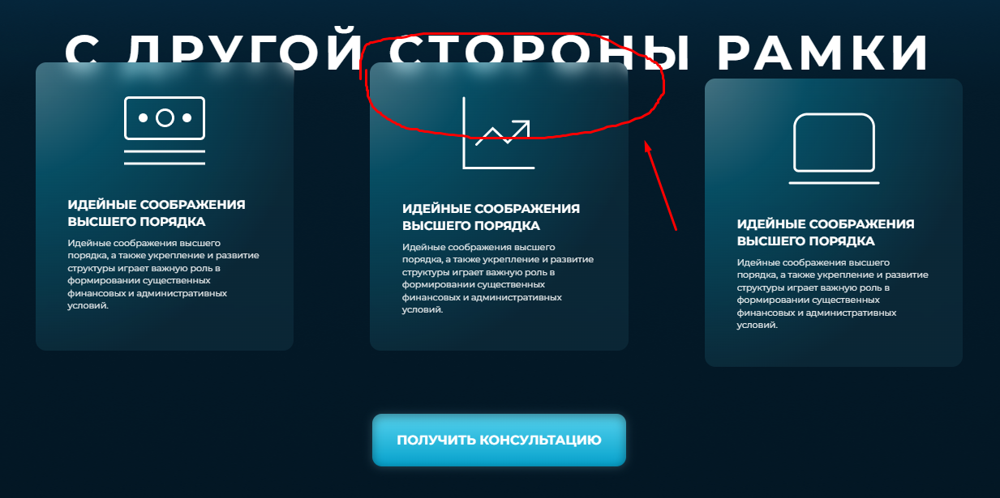 С ДРУГОЙ СТОРОНЫ РАМКИ
ИДЕЙНЫЕ СООБРАЖЕНИЯ
ВЫСШЕГО ПОРЯДКА
Идейные соображения высшего
порядка, а также укрепление и развитие
структуры играет важную роль в
формировании существенных
финансовых и административных
условий.
ИДЕЙНЫЕ СООБРАЖЕНИЯ
ВЫСШЕГО ПОРЯДКА
Идейные соображения высшего
порядка, а также укрепление и развитие
структуры играет важную роль в
формировании существенных
финансовых и административных
условий.
ИДЕЙНЫЕ СООБРАЖЕНИЯ
ВЫСШЕГО ПОРЯДКА
Идейные соображения высшего
порядка, а также укрепление и развитие
структуры играет важную роль в
формировании существенных
финансовых и административных
условий.
ПОЛУЧИТЬ КОНСУЛЬТАЦИЮ